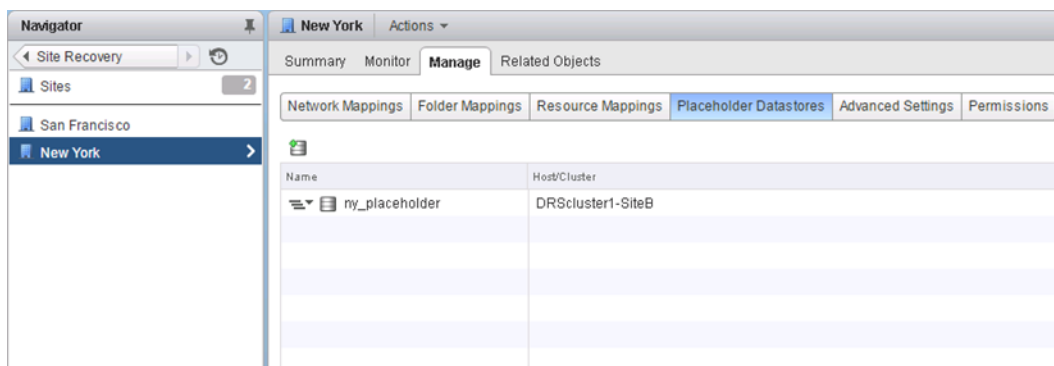 Navigator
New York Actions
Site Recovery
Summary Monitor Manage Related Objects
Sites 2
Network Mappings Folder Mappings Resource Mappings Placeholder Datastores Advanced Settings Permissions
San Francisco
New York
Name Host/Cluster
ny_placeholder DRScluster1-SiteB